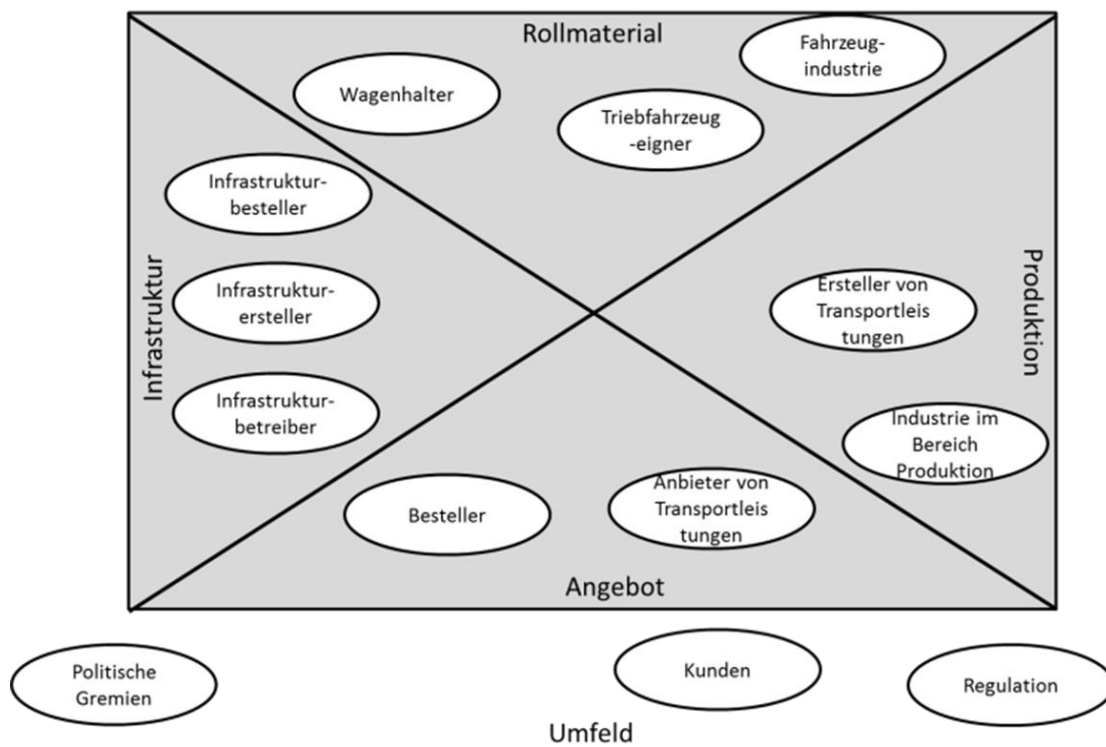 Rollmaterial
Fahrzeug-
industrie
Wagenhalter
Triebfahrzeug
-eigner
Infrastruktur-
besteller
Infrastruktur
Infrastruktur-
ersteller
Infrastruktur-
betreiber
Produktion
Ersteller von
Transportleis
tungen
Industrie im
Bereich
Produktion
Besteller
Anbieter von
Transportleis
tungen
Angebot
Politische
Gremien
Kunden
Regulation
Umfeld